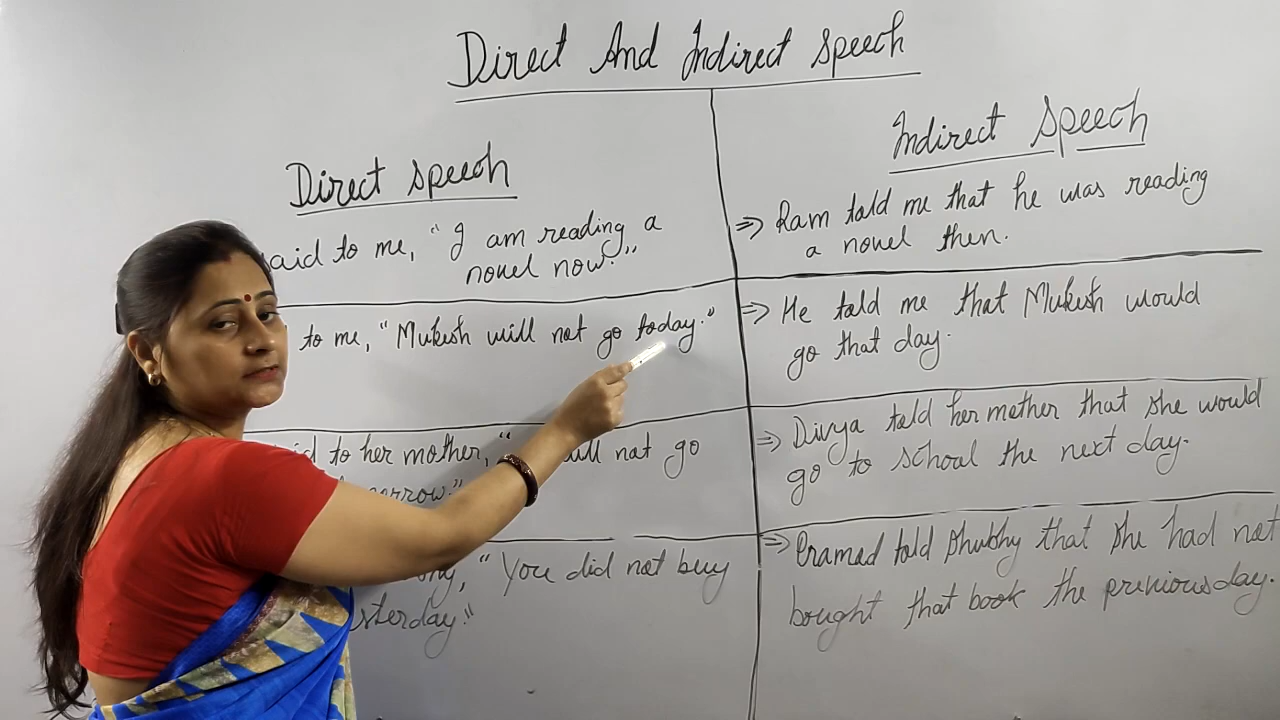 Direct And Indirect Speech
Direct Speech
said to me, "I am reading a
novel now."
to me, "Mukesh will not go today."
to her mother, " will not go
"You did not buy
Indirect Speech
⇒ Ram told me that he was reading
a novel then.
⇒ He told me that Mukesh would
go that day.
⇒ Divya told her mother that she would
go to school the next day.
⇒ Pramod told Shubhy that she had not
bought that book the previous day.